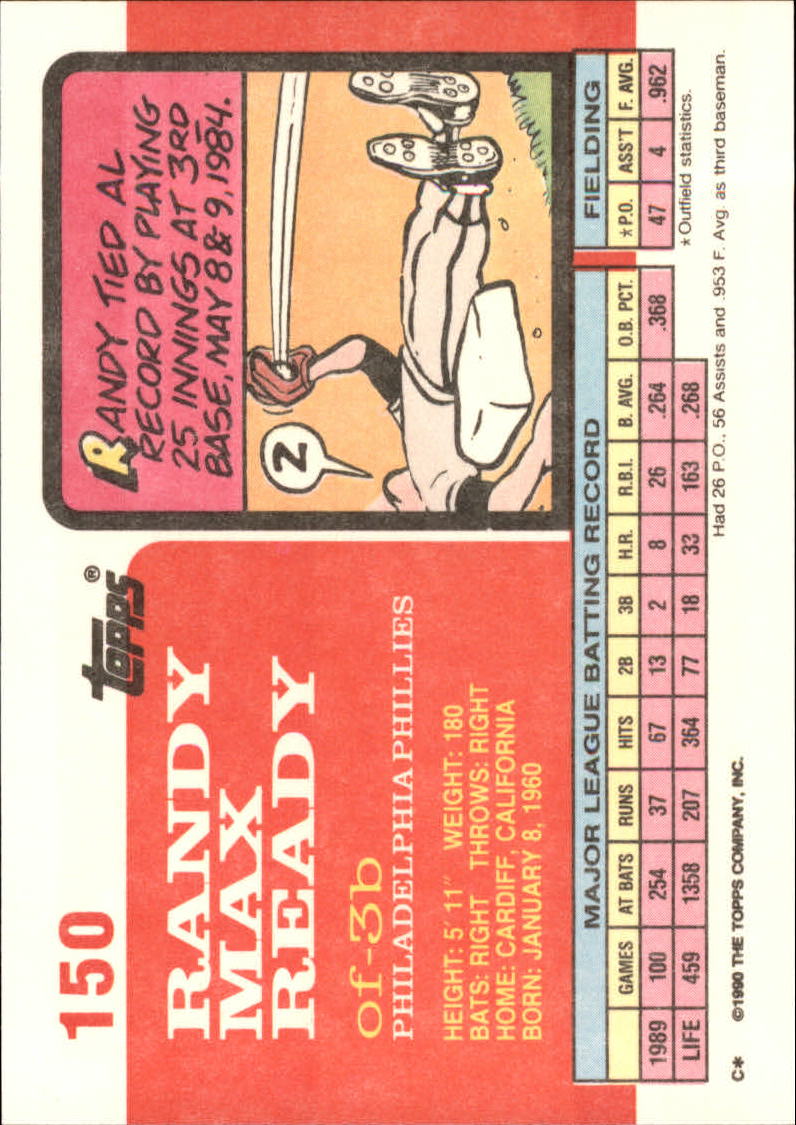 150
topps®
RANDY
MAX
READY
of-3b
PHILADELPHIA PHILLIES
HEIGHT: 5' 11" WEIGHT: 180
BATS: RIGHT THROWS: RIGHT
HOME: CARDIFF, CALIFORNIA
BORN: JANUARY 8, 1960
RANDY TIED AL
RECORD BY PLAYING
25 INNINGS AT 3RD
BASE, MAY 8 & 9, 1984.
2
MAJOR LEAGUE BATTING RECORD FIELDING
GAMES AT BATS RUNS HITS 2B 3B H.R. R.B.I. B. AVG. O.B. PCT. *P.O. ASS'T F. AVG.
1989 100 254 37 67 13 2 8 26 .264 .368 47 4 .962
LIFE 459 1358 207 364 77 18 33 163 .268
*Outfield statistics.
Had 26 P.O., 56 Assists and .953 F. Avg. as third baseman.
C* ©1990 THE TOPPS COMPANY, INC.